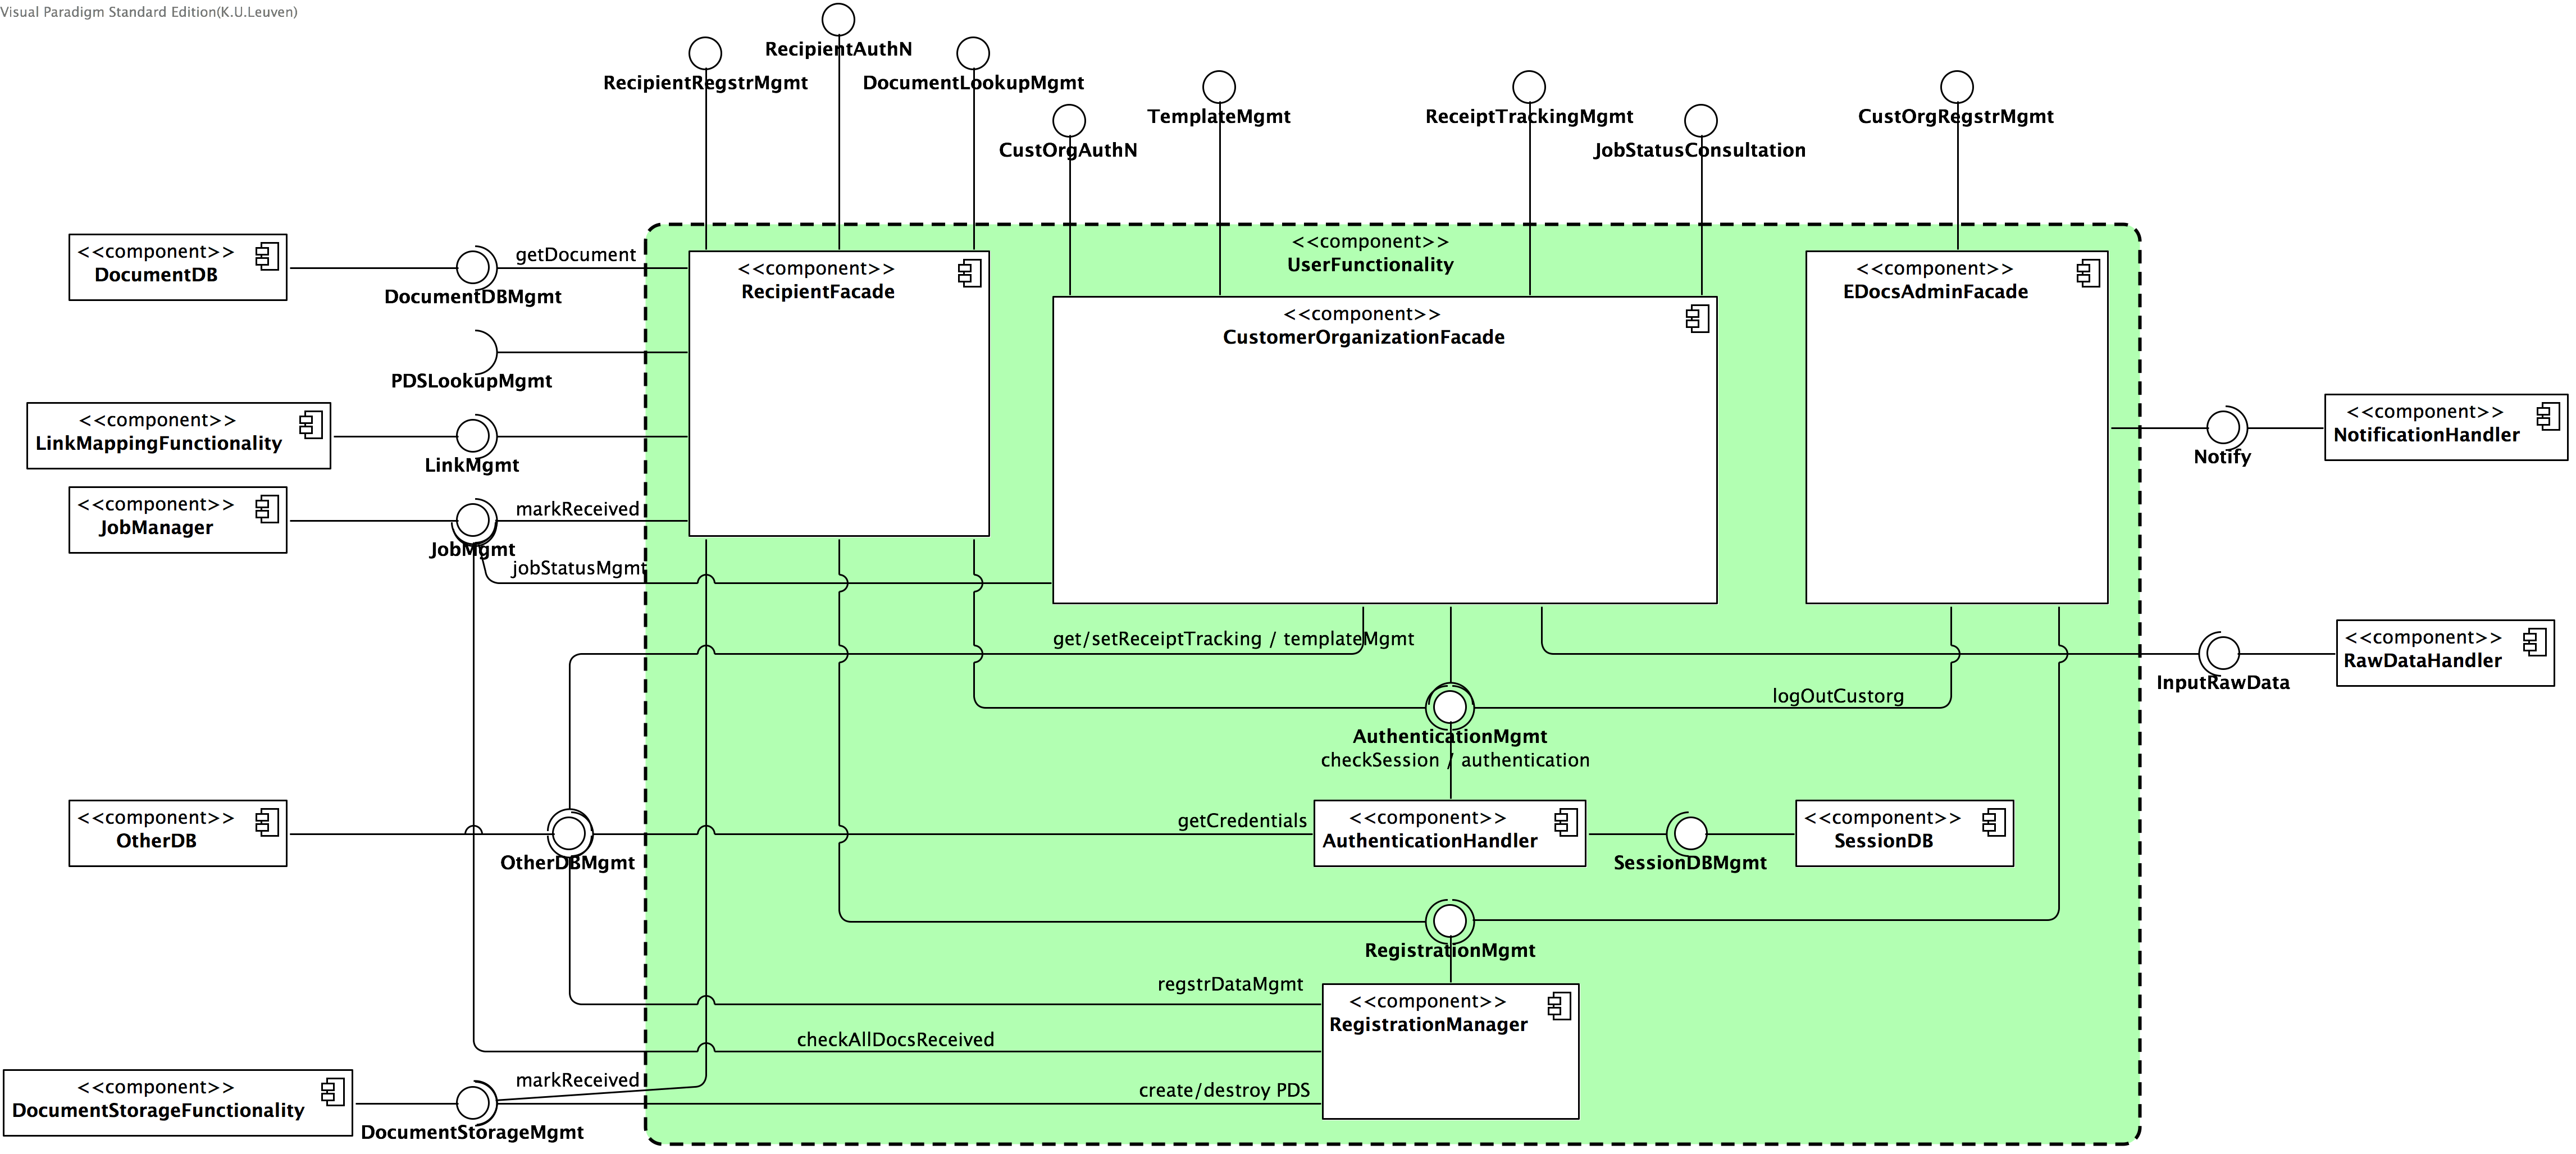 Visual Paradigm Standard Edition(K.U.Leuven)
RecipientAuthN
RecipientRegstrMgmt
DocumentLookupMgmt
TemplateMgmt
ReceiptTrackingMgmt
CustOrgRegstrMgmt
CustOrgAuthN
JobStatusConsultation
<<component>>
UserFunctionality
<<component>>
DocumentDB
getDocument
DocumentDBMgmt
<<component>>
RecipientFacade
<<component>>
CustomerOrganizationFacade
<<component>>
EDocsAdminFacade
PDSLookupMgmt
<<component>>
LinkMappingFunctionality
LinkMgmt
Notify
<<component>>
NotificationHandler
<<component>>
JobManager
markReceived
JobMgmt
jobStatusMgmt
get/setReceiptTracking / templateMgmt
<<component>>
RawDataHandler
InputRawData
logOutCustorg
AuthenticationMgmt
checkSession / authentication
<<component>>
OtherDB
OtherDBMgmt
getCredentials
<<component>>
AuthenticationHandler
SessionDBMgmt
<<component>>
SessionDB
RegistrationMgmt
regstrDataMgmt
<<component>>
RegistrationManager
checkAllDocsReceived
<<component>>
DocumentStorageFunctionality
markReceived
create/destroy PDS
DocumentStorageMgmt